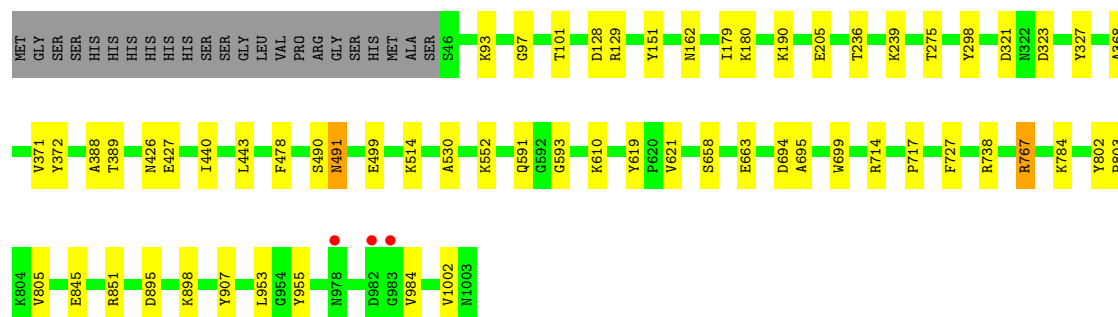 MET GLY SER SER HIS HIS HIS HIS HIS HIS SER SER GLY LEU VAL PRO ARG GLY SER HIS MET ALA SER S46 K93 G97 T101 D128 R129 Y151 N162 I179 K180 K190 E205 T236 K239 T275 Y298 D321 N322 D323 Y327 A368
V371 Y372 A388 T389 N426 E427 I440 L443 F478 S490 N491 E499 K514 A530 K552 Q591 G592 G593 K610 Y619 P620 V621 S658 E663 D694 A695 W699 R714 P717 F727 R738 R767 K784 Y802 R803
K804 V805 E845 R851 D895 K898 Y907 L953 G954 Y955 N978 D982 G983 V984 V1002 N1003